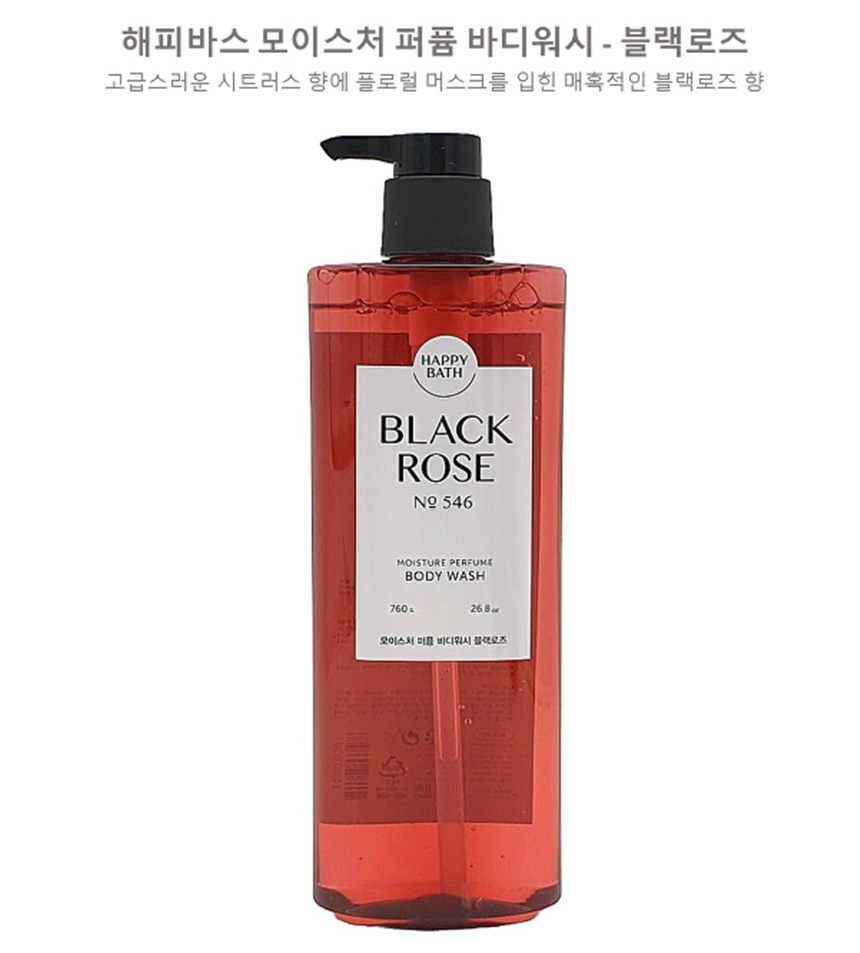 해피바스 모이스처 퍼퓸 바디워시 - 블랙로즈
고급스러운 시트러스 향에 플로럴 머스크를 입힌 매혹적인 블랙로즈 향
HAPPY
BATH
BLACK
ROSE
Nº 546
MOISTURE PERFUME
BODY WASH
760 G 26.8 oz
모이스처 퍼퓸 바디워시 블랙로즈